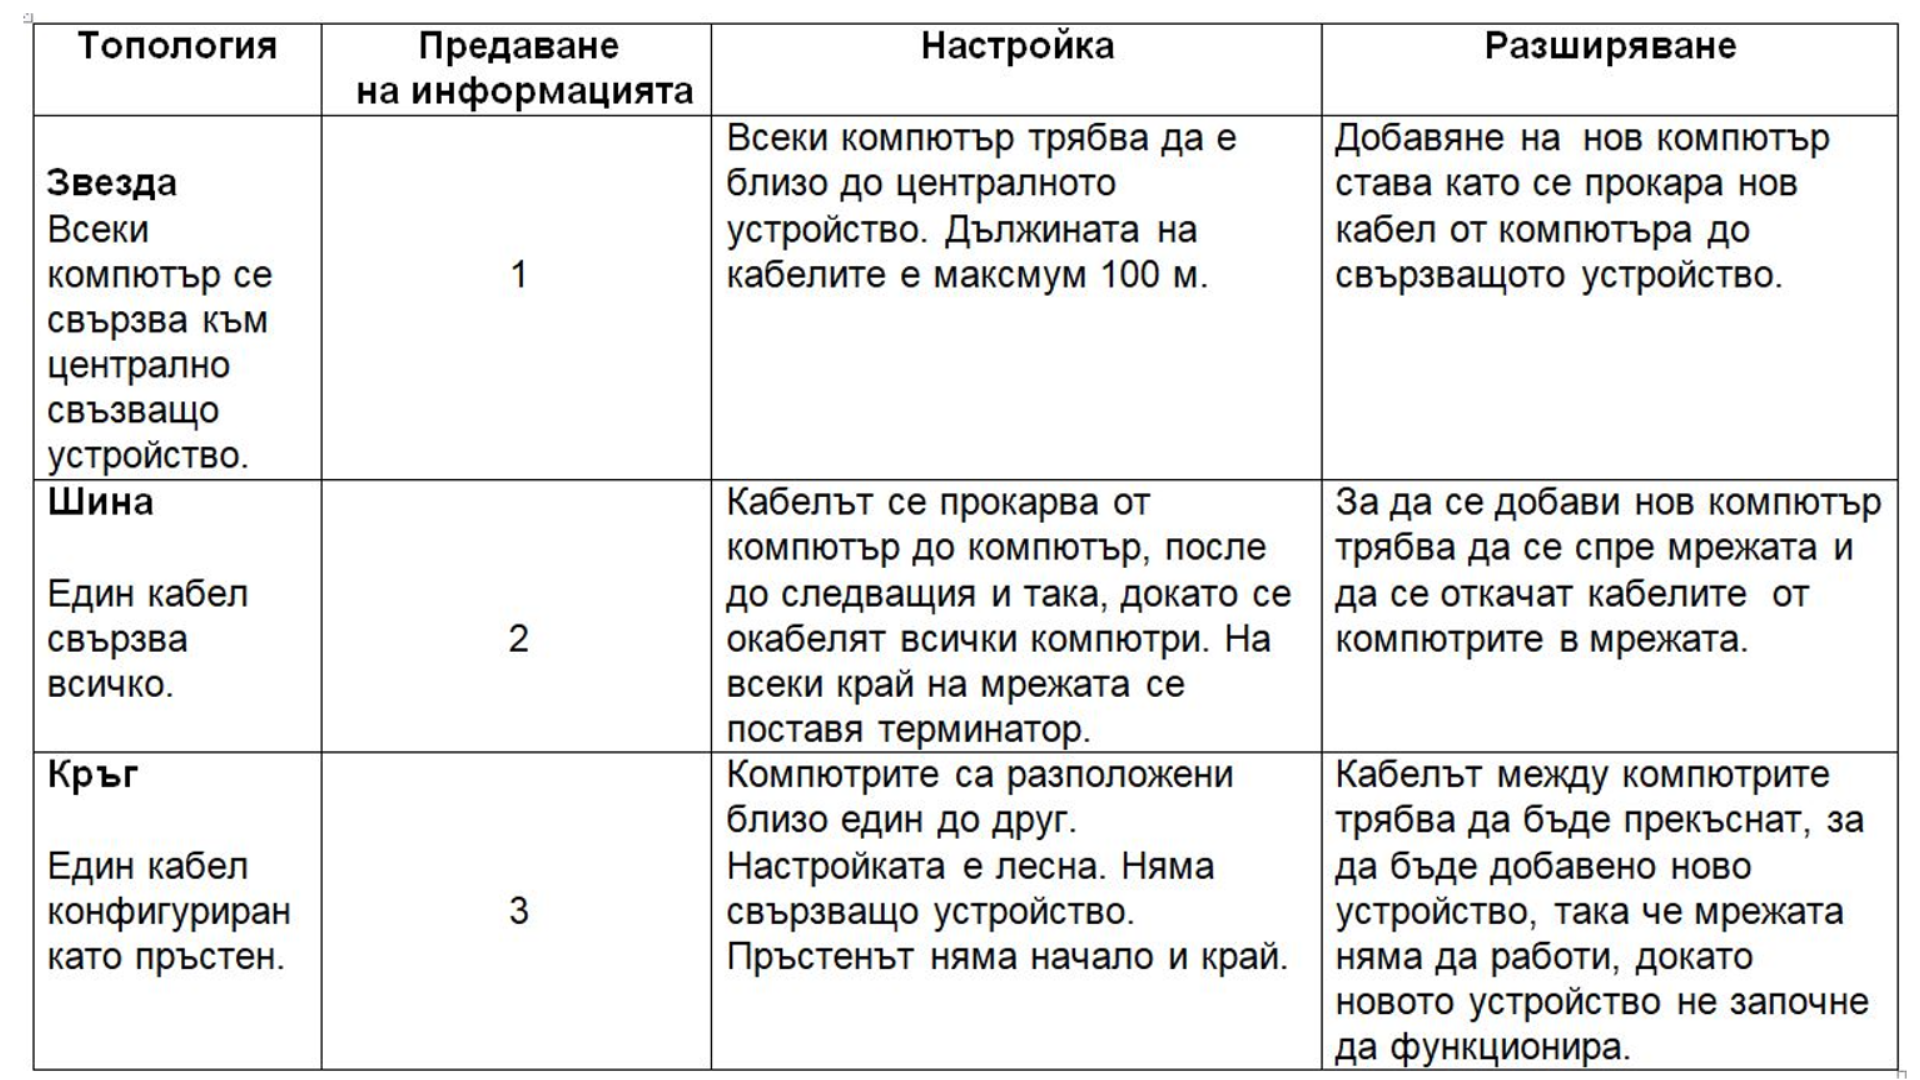 Топология
Предаване
на информацията
Настройка
Разширяване
Звезда
Всеки
компютър се
свързва към
централно
свъзващо
устройство.
1
Всеки компютър трябва да е
близо до централното
устройство. Дължината на
кабелите е максмум 100 м.
Добавяне на нов компютър
става като се прокара нов
кабел от компютъра до
свързващото устройство.
Шина
Един кабел
свързва
всичко.
2
Кабелът се прокарва от
компютър до компютър, после
до следващия и така, докато се
окабелят всички компютри. На
всеки край на мрежата се
поставя терминатор.
За да се добави нов компютър
трябва да се спре мрежата и
да се откачат кабелите от
компютрите в мрежата.
Кръг
Един кабел
конфигуриран
като пръстен.
3
Компютрите са разположени
близо един до друг.
Настройката е лесна. Няма
свързващо устройство.
Пръстенът няма начало и край.
Кабелът между компютрите
трябва да бъде прекъснат, за
да бъде добавено ново
устройство, така че мрежата
няма да работи, докато
новото устройство не започне
да функционира.